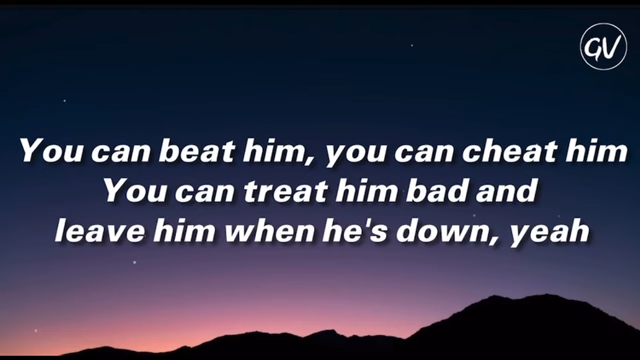 GV
You can beat him, you can cheat him
You can treat him bad and
leave him when he's down, yeah